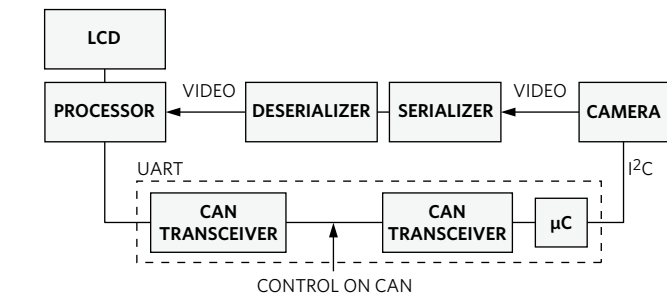 LCD
PROCESSOR
VIDEO
DESERIALIZER
SERIALIZER
VIDEO
CAMERA
UART
I²C
CAN
TRANSCEIVER
CAN
TRANSCEIVER
µC
CONTROL ON CAN